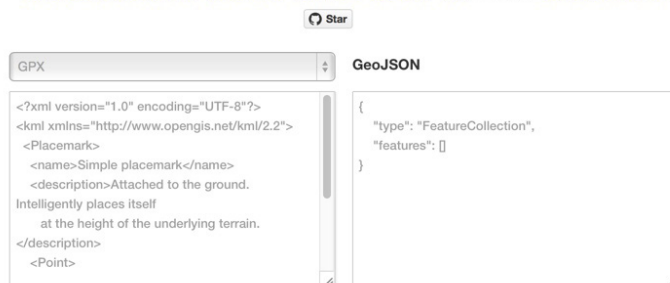 Star
GPX
GeoJSON
<?xml version="1.0" encoding="UTF-8"?>
<kml xmlns="http://www.opengis.net/kml/2.2">
  <Placemark>
    <name>Simple placemark</name>
    <description>Attached to the ground.
Intelligently places itself
       at the height of the underlying terrain.
</description>
    <Point>
{
    "type": "FeatureCollection",
    "features": []
}